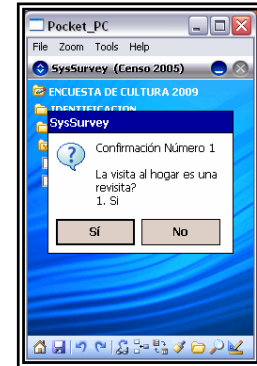 Pocket_PC
File Zoom Tools Help
SysSurvey (Censo 2005)
ENCUESTA DE CULTURA 2009
IDENTIFICACION
SysSurvey
Confirmación Número 1
La visita al hogar es una
revisita?
1. Si
Sí No